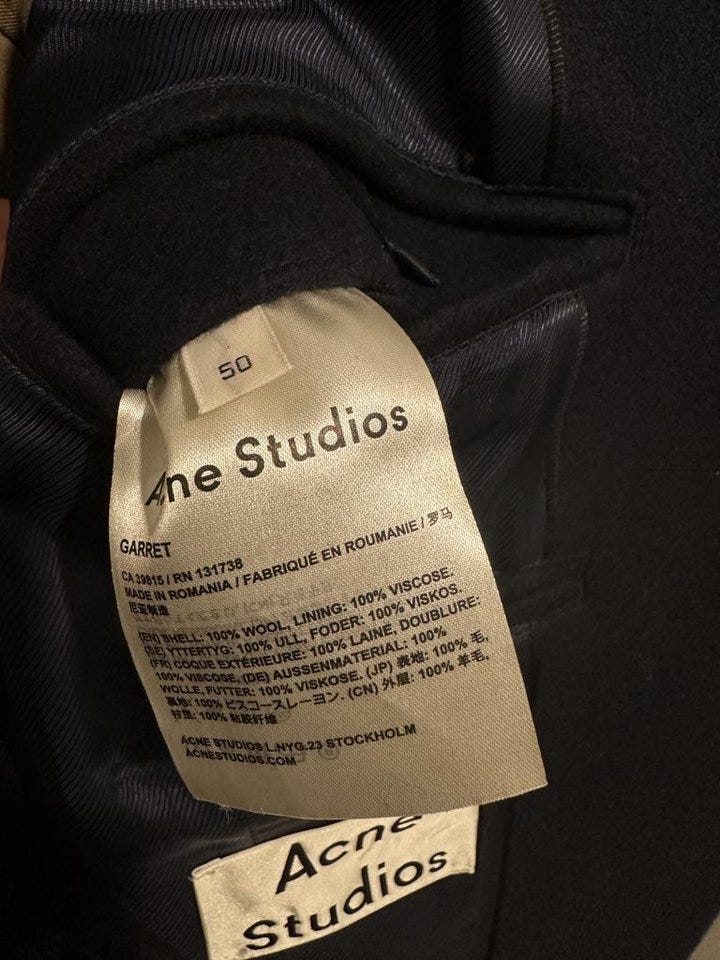 50
Acne Studios
GARRET
CA 39815 / RN 131738
MADE IN ROMANIA / FABRIQUÉ EN ROUMANIE / 罗马
尼亚制造
(EN) SHELL: 100% WOOL, LINING: 100% VISCOSE.
(SE) YTTERTYG: 100% ULL, FODER: 100% VISKOS.
(FR) COQUE EXTÉRIEURE: 100% LAINE, DOUBLURE:
100% VISCOSE. (DE) AUSSENMATERIAL: 100%
WOLLE, FUTTER: 100% VISKOSE. (JP) 表地: 100% 毛,
裏地: 100% ビスコースレーヨン. (CN) 外层: 100% 羊毛,
衬里: 100% 粘胶纤维
ACNE STUDIOS L.NYG.23 STOCKHOLM
ACNESTUDIOS.COM
Acne
Studios